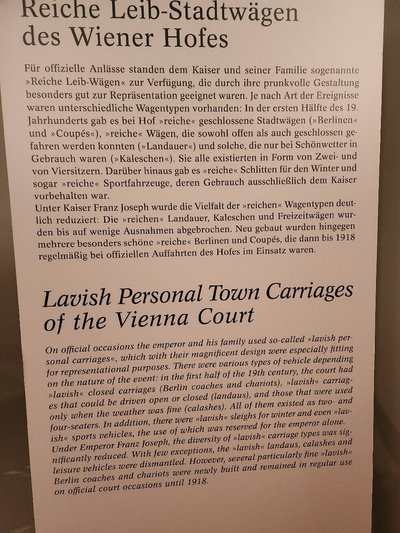 Reiche Leib-Stadtwägen
des Wiener Hofes
Für offizielle Anlässe standen dem Kaiser und seiner Familie sogenannte
»Reiche Leib-Wägen« zur Verfügung, die durch ihre prunkvolle Gestaltung
besonders gut zur Repräsentation geeignet waren. Je nach Art der Ereignisse
waren unterschiedliche Wagentypen vorhanden: In der ersten Hälfte des 19.
Jahrhunderts gab es bei Hof »reiche« geschlossene Stadtwägen (»Berlinen«
und »Coupés«), »reiche« Wägen, die sowohl offen als auch geschlossen ge-
fahren werden konnten (»Landauer«) und solche, die nur bei Schönwetter in
Gebrauch waren (»Kaleschen«). Sie alle existierten in Form von Zwei- und
von Viersitzern. Darüber hinaus gab es »reiche« Schlitten für den Winter und
sogar »reiche« Sportfahrzeuge, deren Gebrauch ausschließlich dem Kaiser
vorbehalten war.
Unter Kaiser Franz Joseph wurde die Vielfalt der »reichen« Wagentypen deut-
lich reduziert: Die »reichen« Landauer, Kaleschen und Freizeitwägen wur-
den bis auf wenige Ausnahmen abgebrochen. Neu gebaut wurden hingegen
mehrere besonders schöne »reiche« Berlinen und Coupés, die dann bis 1918
regelmäßig bei offiziellen Auffahrten des Hofes im Einsatz waren.
Lavish Personal Town Carriages
of the Vienna Court
On official occasions the emperor and his family used so-called »lavish per-
sonal carriages«, which with their magnificent design were especially fitting
for representational purposes. There were various types of vehicle depending
on the nature of the event: in the first half of the 19th century, the court had
»lavish« closed carriages (Berlin coaches and chariots), »lavish« carriag-
es that could be driven open or closed (landaus), and those that were used
only when the weather was fine (calashes). All of them existed as two- and
four-seaters. In addition, there were »lavish« sleighs for winter and even »lav-
ish« sports vehicles, the use of which was reserved for the emperor alone.
Under Emperor Franz Joseph, the diversity of »lavish« carriage types was sig-
nificantly reduced. With few exceptions, the »lavish« landaus, calashes and
leisure vehicles were dismantled. However, several particularly fine »lavish«
Berlin coaches and chariots were newly built and remained in regular use
on official court occasions until 1918.